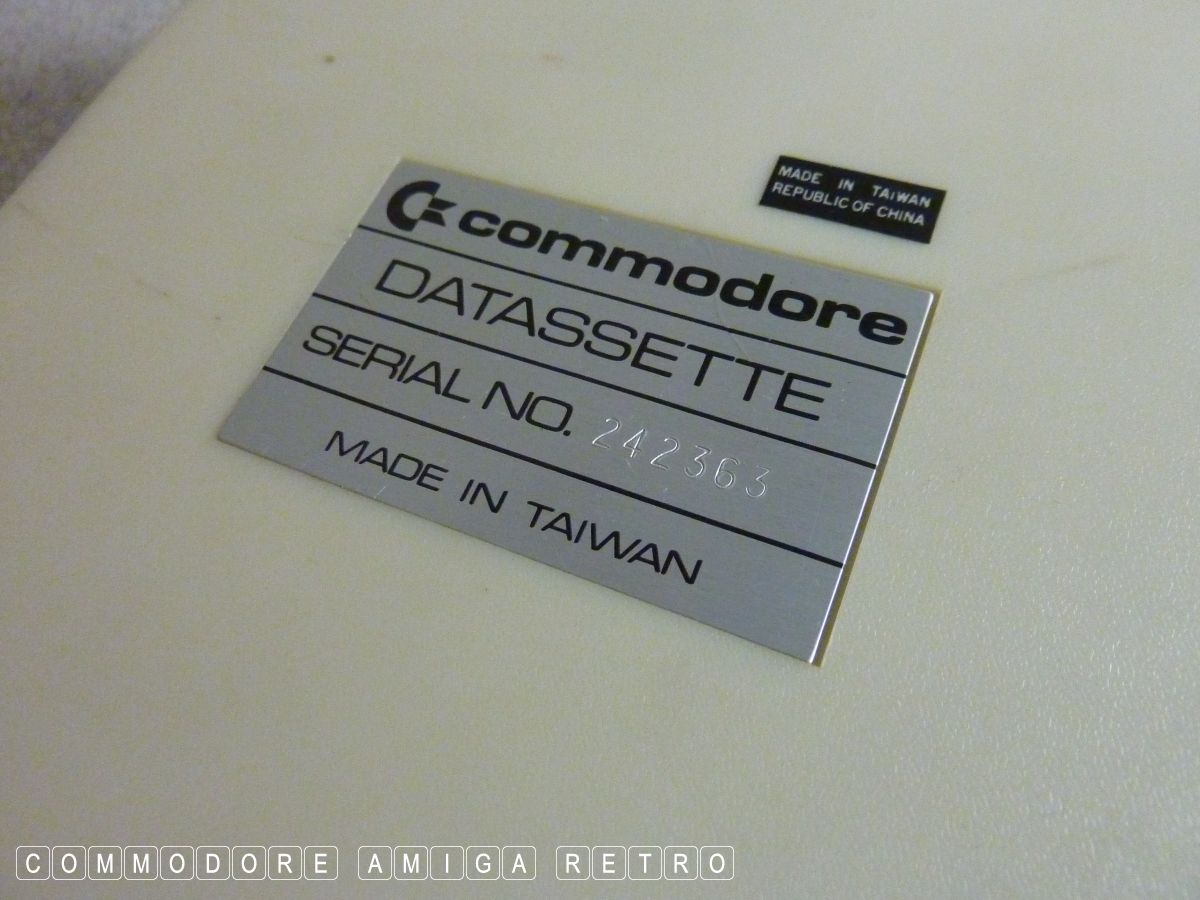 MADE IN TAIWAN
REPUBLIC OF CHINA
commodore
DATASSETTE
SERIAL NO. 242363
MADE IN TAIWAN
COMMODORE AMIGA RETRO